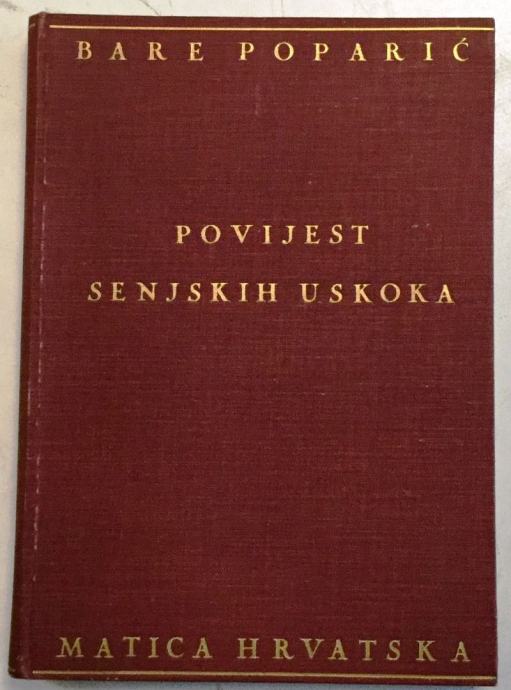 BARE POPARIĆ
POVIJEST
SENJSKIH USKOKA
MATICA HRVATSKA